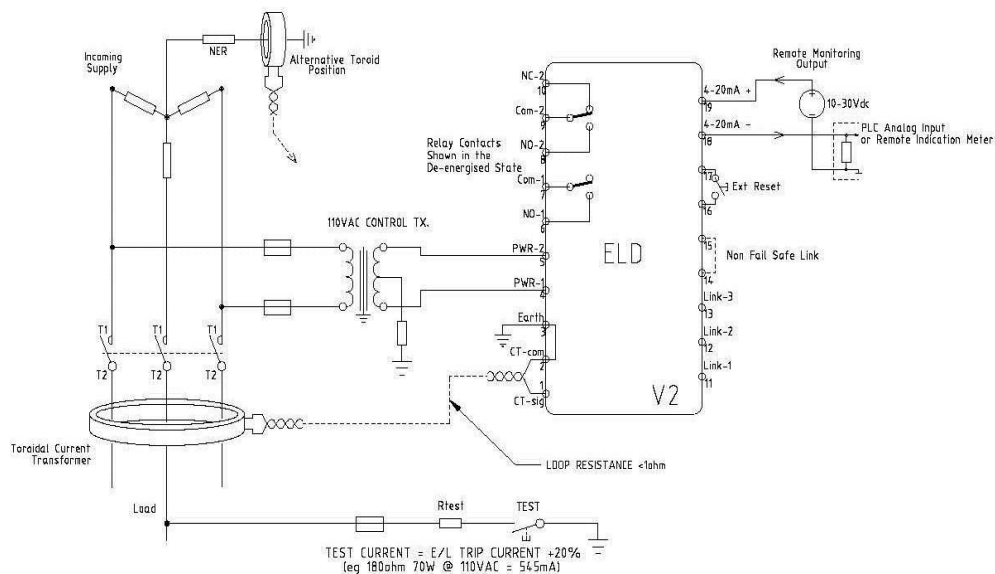 NER
Alternative Toroid
Position
Incoming
Supply
Remote Monitoring
Output
NC-2
10
4-20mA +
19
10-30Vdc
Com-2
9
4-20mA -
18
PLC Analog Input
or Remote Indication Meter
Relay Contacts
Shown in the
De-energised State
NO-2
8
Com-1
7
17
Ext Reset
16
NO-1
6
110VAC CONTROL TX.
PWR-2
5
ELD
15
Non Fail Safe Link
14
PWR-1
4
Link-3
13
Earth
3
Link-2
12
CT-com
2
Link-1
11
1
CT-sig
V2
T1
T1
T1
T2
T2
T2
Toroidal Current
Transformer
LOOP RESISTANCE <1ohm
Load
Rtest
TEST
TEST CURRENT = E/L TRIP CURRENT +20%
(eg 180ohm 70W @ 110VAC = 545mA)